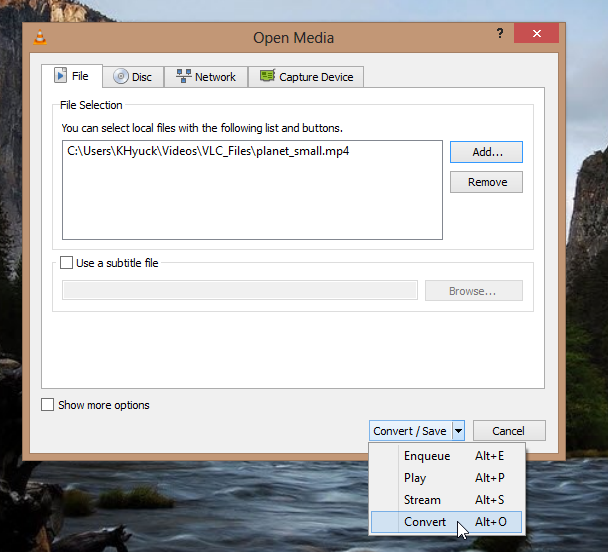 Open Media
?
File
Disc
Network
Capture Device
File Selection
You can select local files with the following list and buttons.
C:\Users\KHyuck\Videos\VLC_Files\planet_small.mp4
Add...
Remove
Use a subtitle file
Browse...
Show more options
Convert / Save
Cancel
Enqueue Alt+E
Play Alt+P
Stream Alt+S
Convert Alt+O